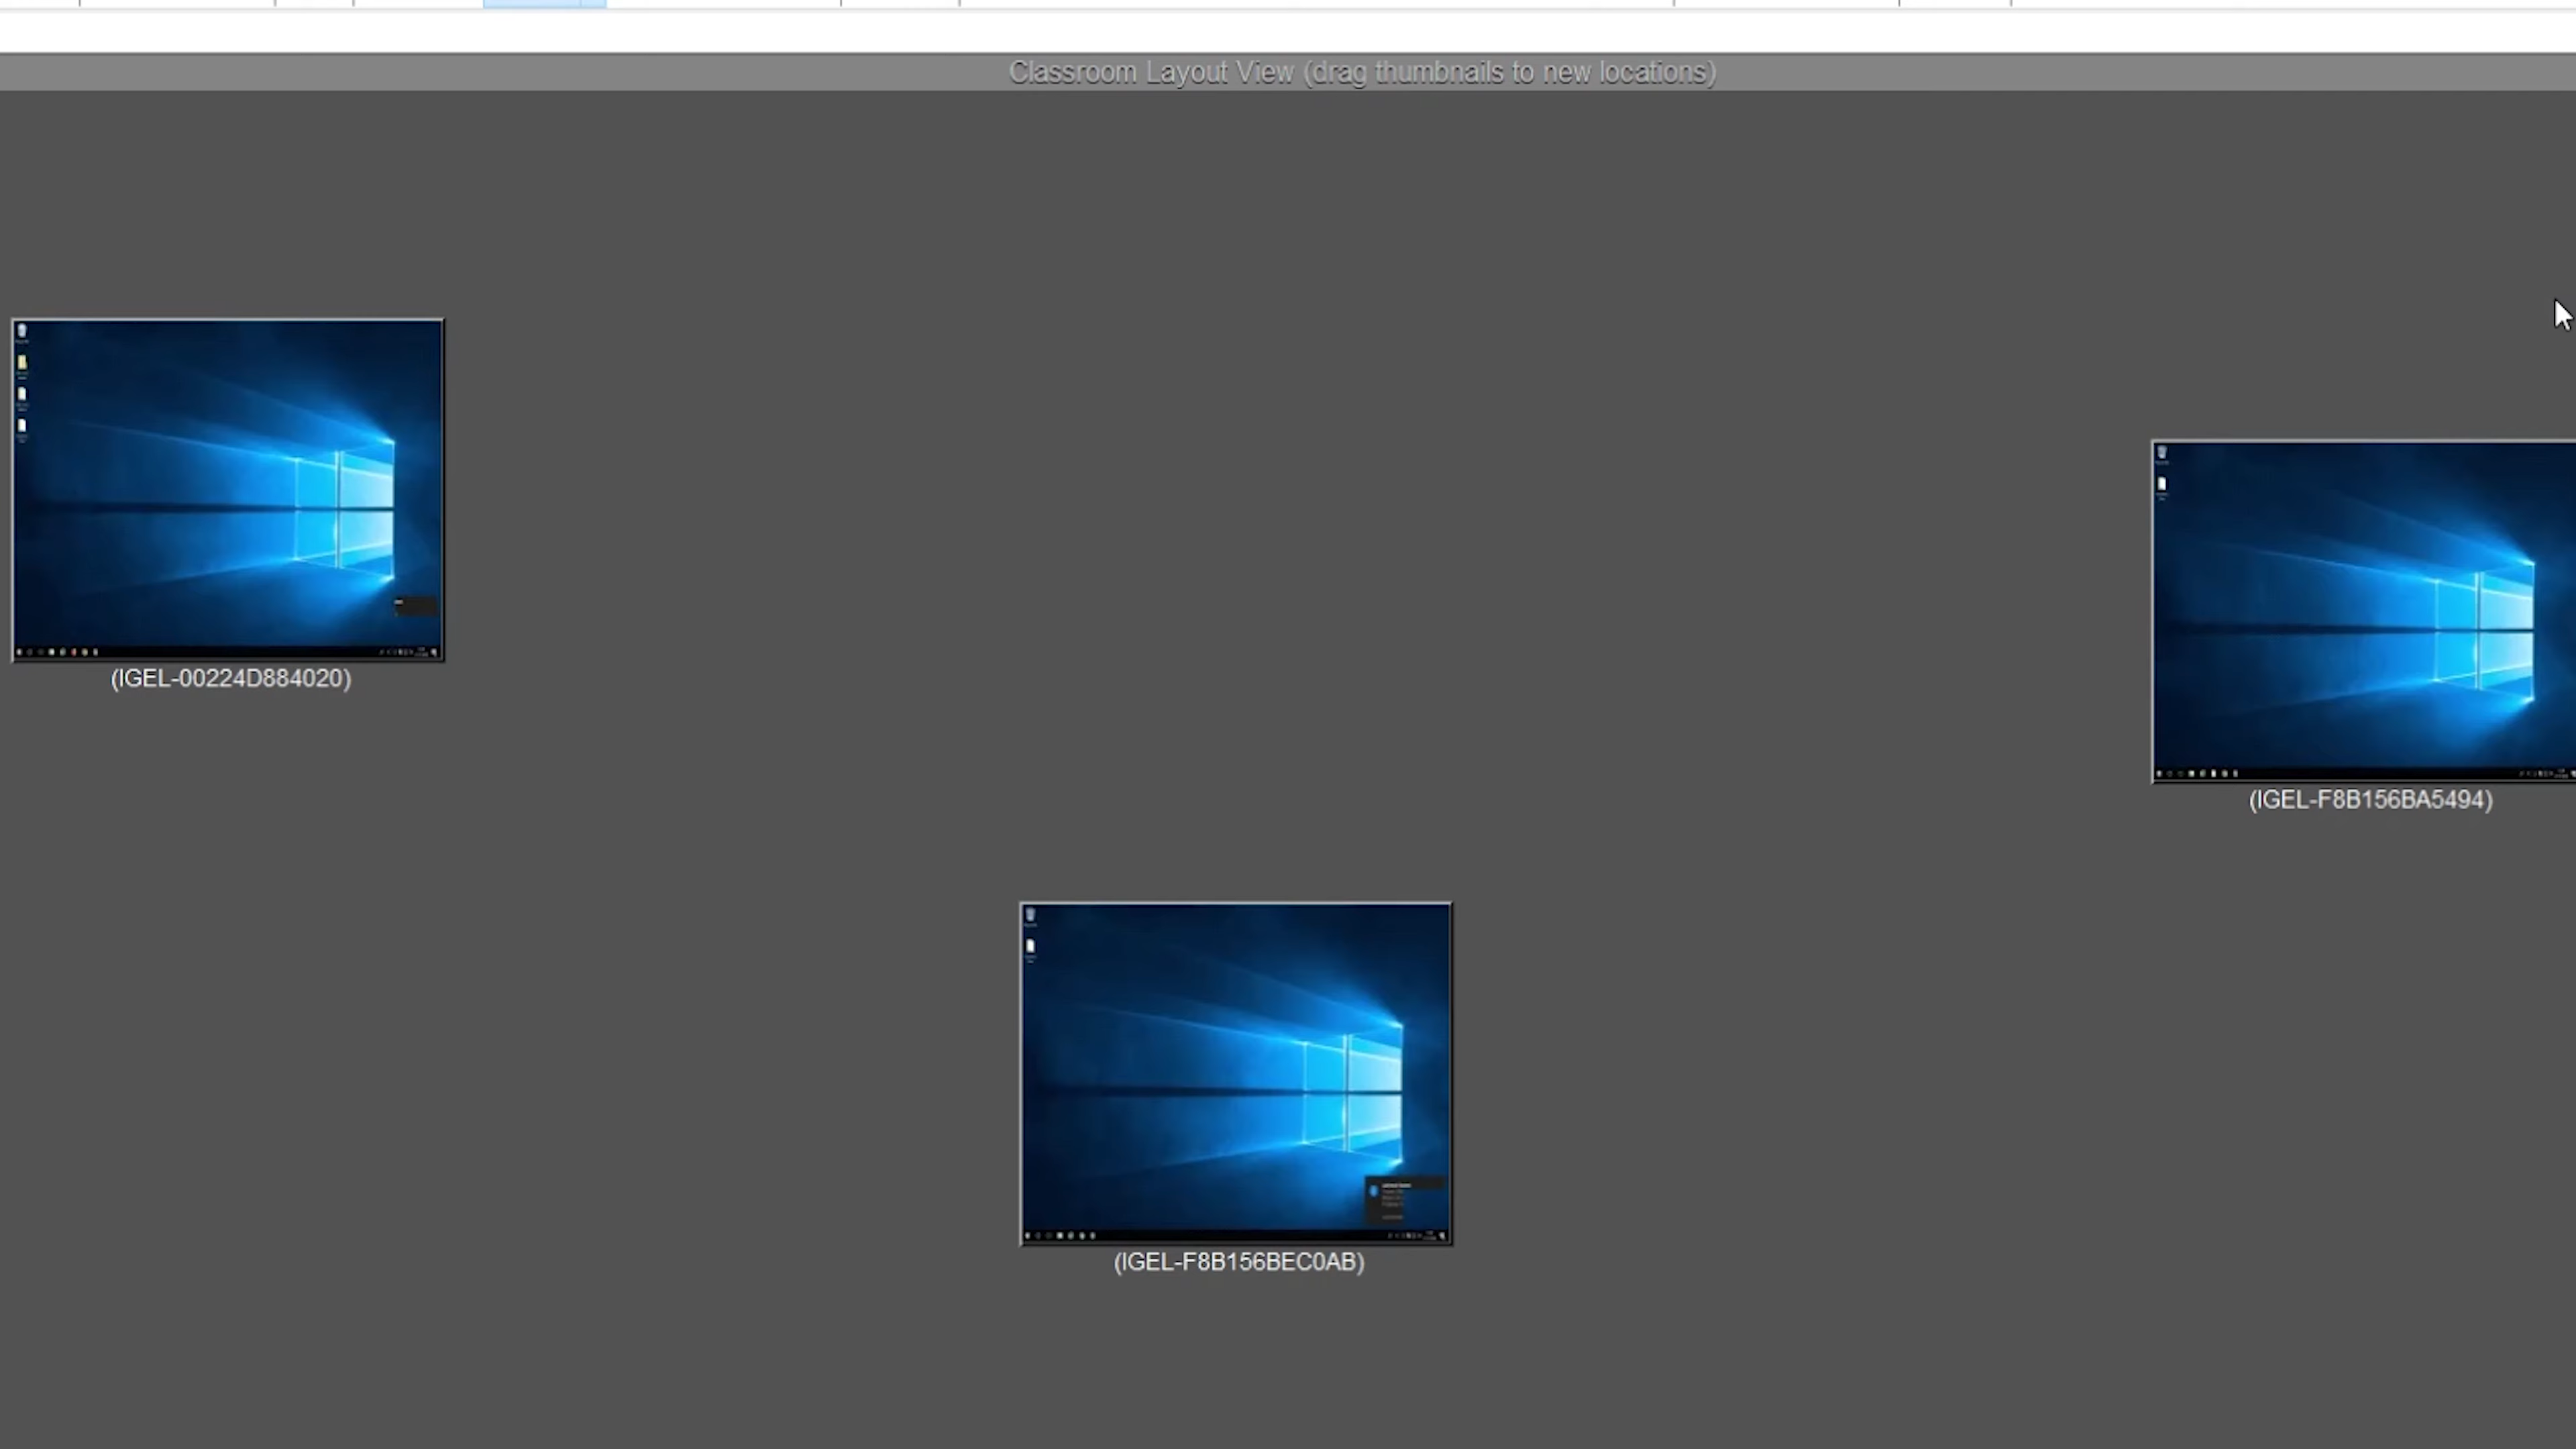 Classroom Layout View (drag thumbnails to new locations)
(IGEL-00224D884020)
(IGEL-F8B156BA5494)
(IGEL-F8B156BEC0AB)